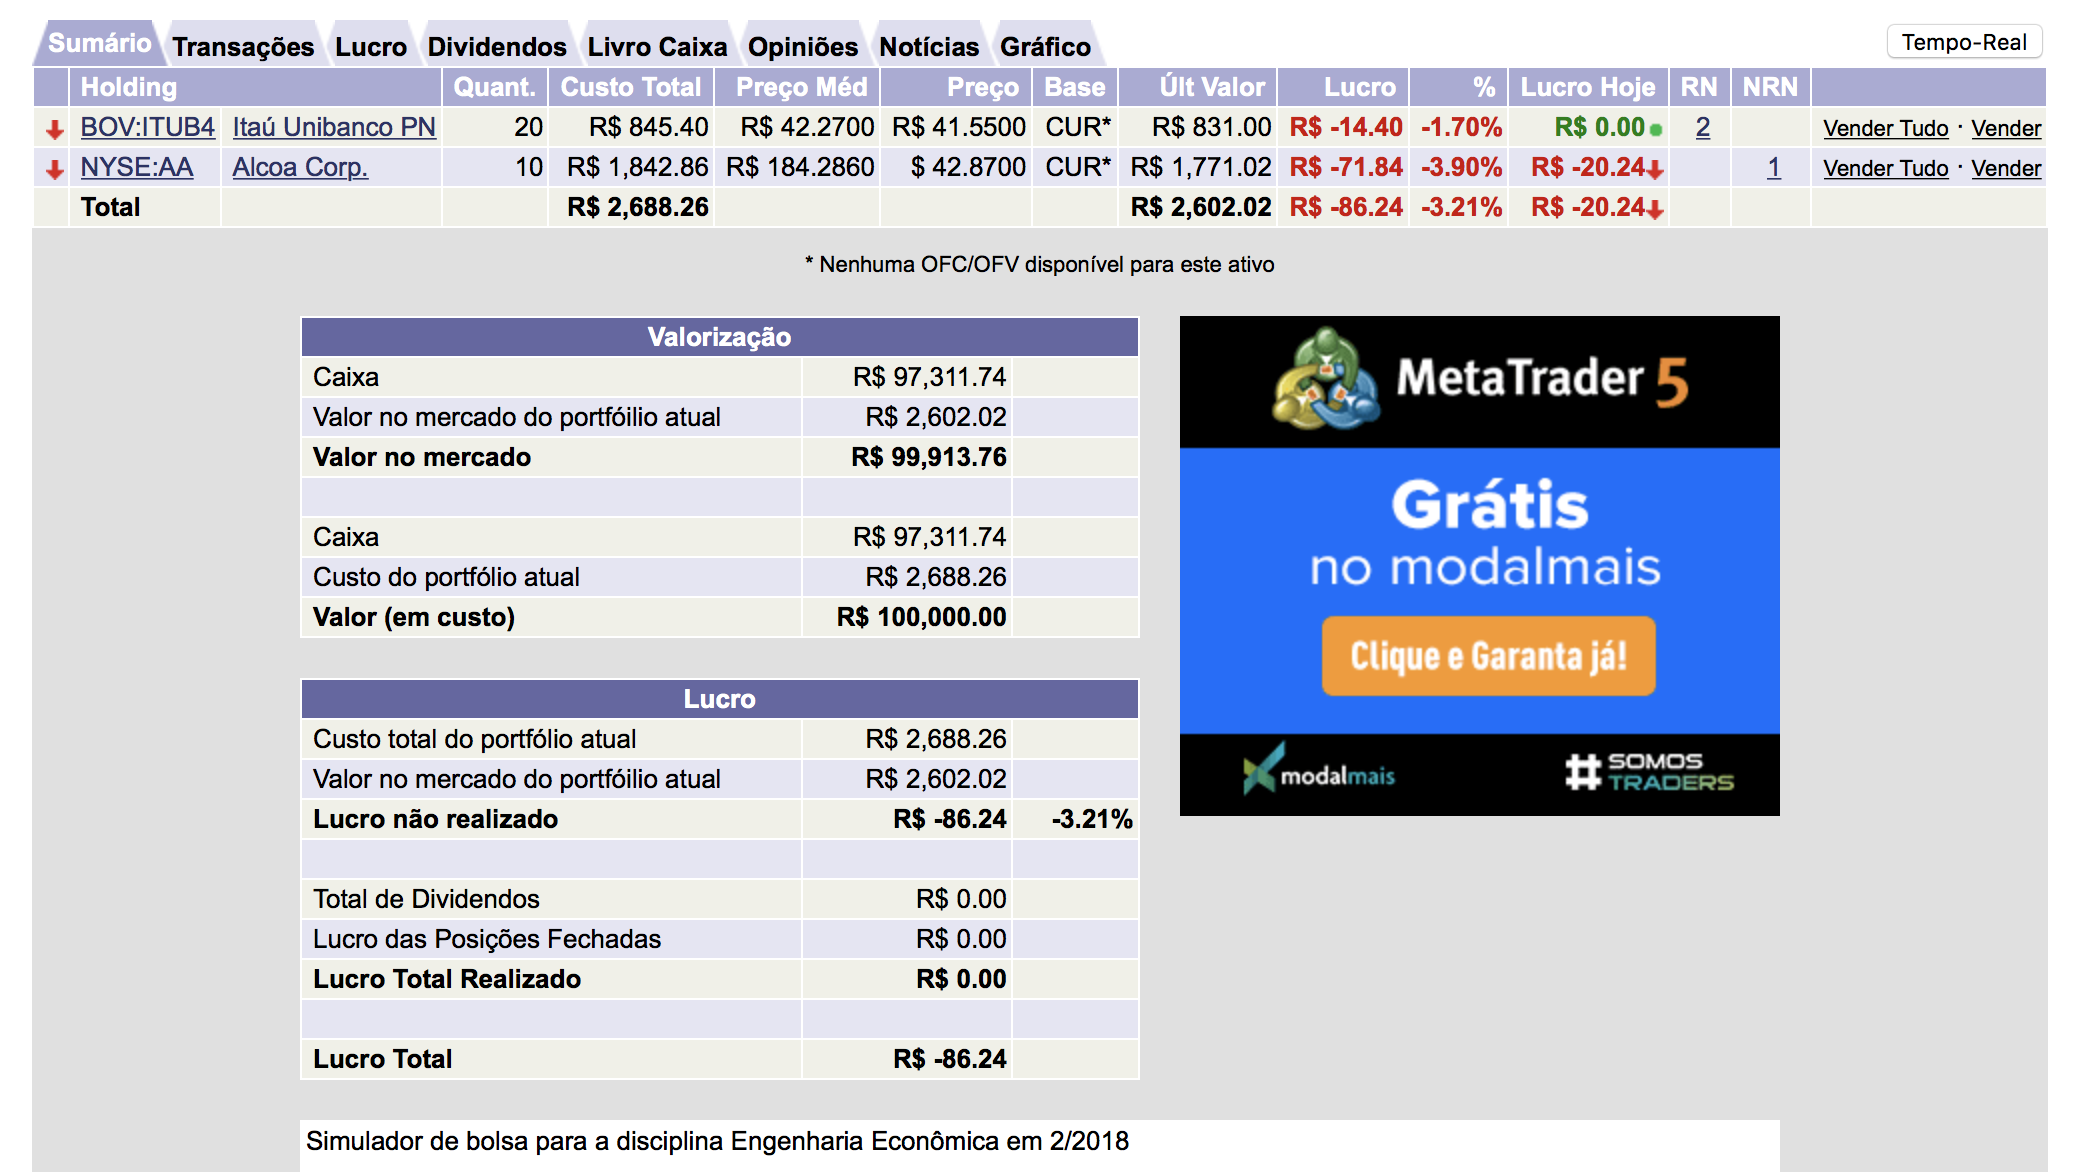 Sumário Transações Lucro Dividendos Livro Caixa Opiniões Notícias Gráfico Tempo-Real
Holding Quant. Custo Total Preço Méd Preço Base Últ Valor Lucro % Lucro Hoje RN NRN
BOV:ITUB4 Itaú Unibanco PN 20 R$ 845.40 R$ 42.2700 R$ 41.5500 CUR* R$ 831.00 R$ -14.40 -1.70% R$ 0.00 2 Vender Tudo · Vender
NYSE:AA Alcoa Corp. 10 R$ 1,842.86 R$ 184.2860 $ 42.8700 CUR* R$ 1,771.02 R$ -71.84 -3.90% R$ -20.24 1 Vender Tudo · Vender
Total R$ 2,688.26 R$ 2,602.02 R$ -86.24 -3.21% R$ -20.24
* Nenhuma OFC/OFV disponível para este ativo
Valorização
Caixa R$ 97,311.74
Valor no mercado do portfóilio atual R$ 2,602.02
Valor no mercado R$ 99,913.76
Caixa R$ 97,311.74
Custo do portfólio atual R$ 2,688.26
Valor (em custo) R$ 100,000.00
Lucro
Custo total do portfólio atual R$ 2,688.26
Valor no mercado do portfóilio atual R$ 2,602.02
Lucro não realizado R$ -86.24 -3.21%
Total de Dividendos R$ 0.00
Lucro das Posições Fechadas R$ 0.00
Lucro Total Realizado R$ 0.00
Lucro Total R$ -86.24
MetaTrader 5
Grátis
no modalmais
Clique e Garanta já!
modalmais
#SOMOS
TRADERS
Simulador de bolsa para a disciplina Engenharia Econômica em 2/2018